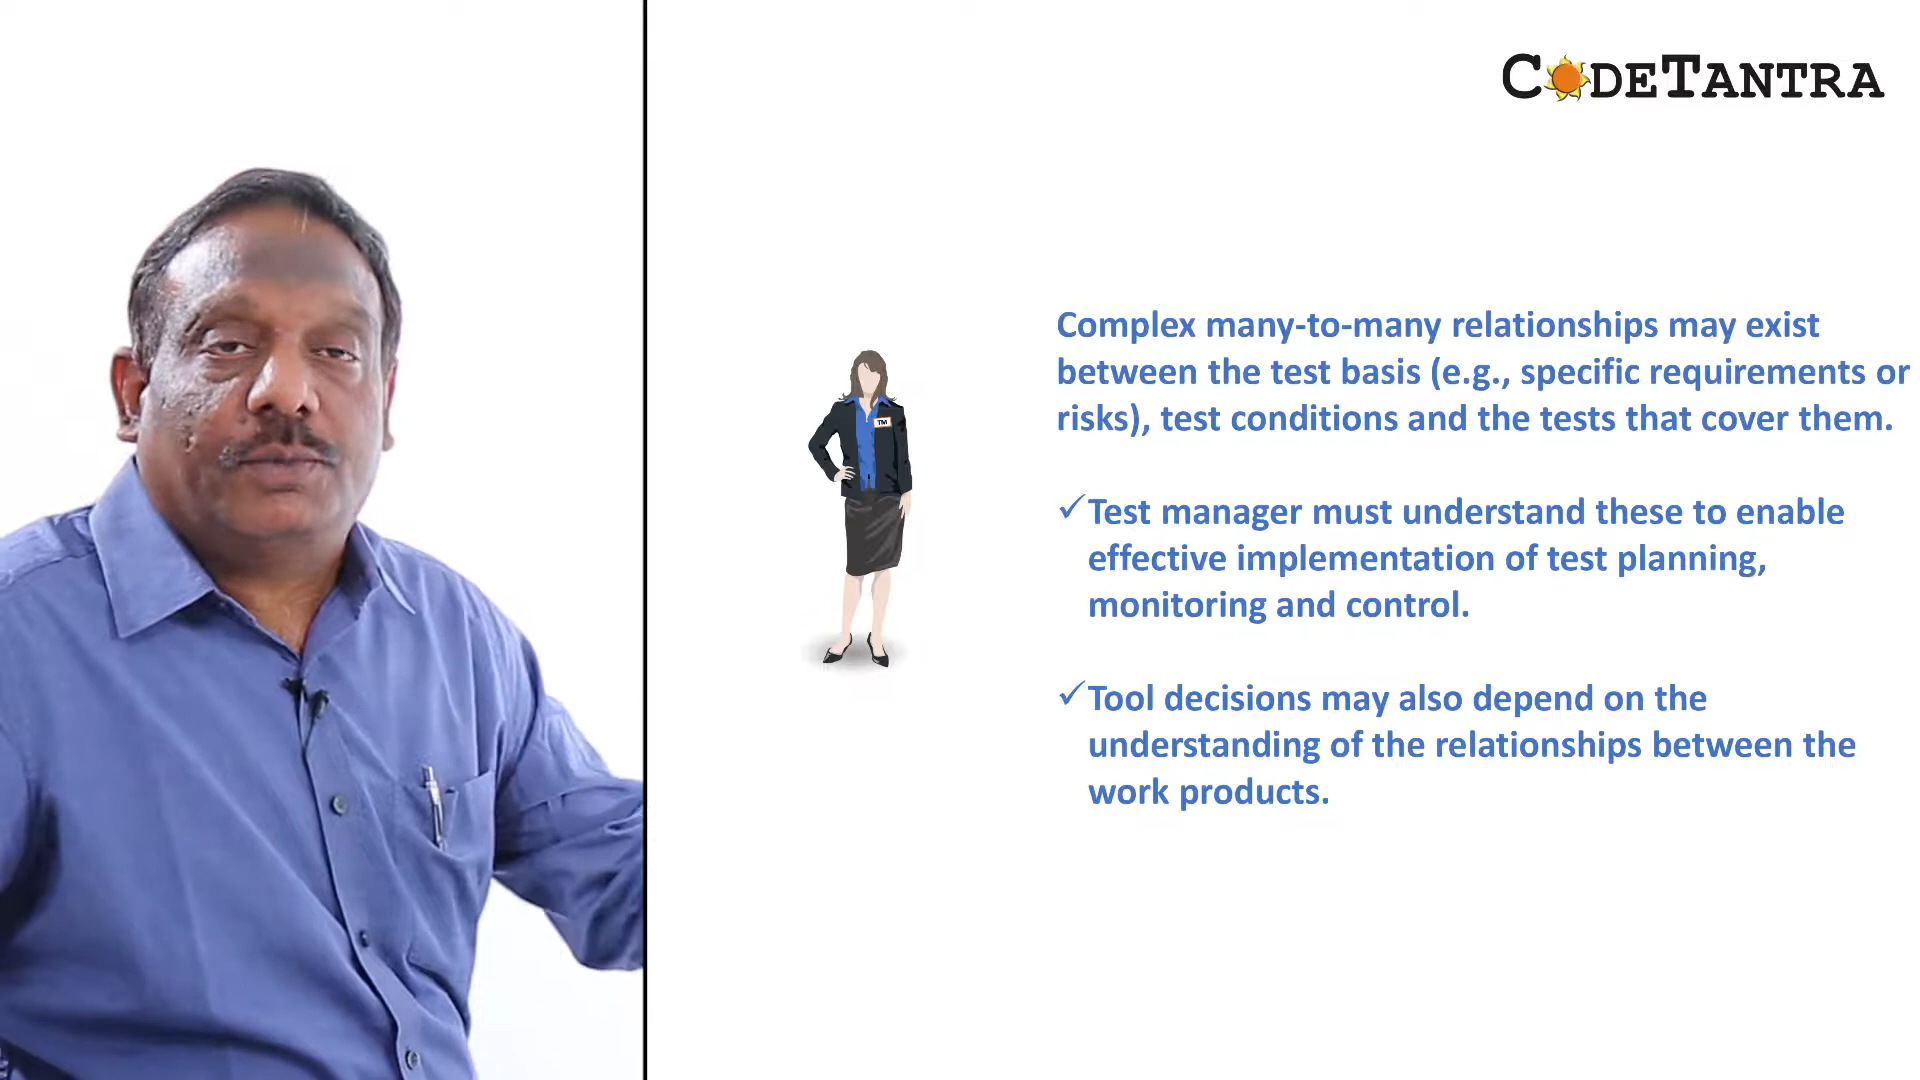 CODETANTRA
Complex many-to-many relationships may exist
between the test basis (e.g., specific requirements or
risks), test conditions and the tests that cover them.
TM
✓Test manager must understand these to enable
effective implementation of test planning,
monitoring and control.
✓Tool decisions may also depend on the
understanding of the relationships between the
work products.